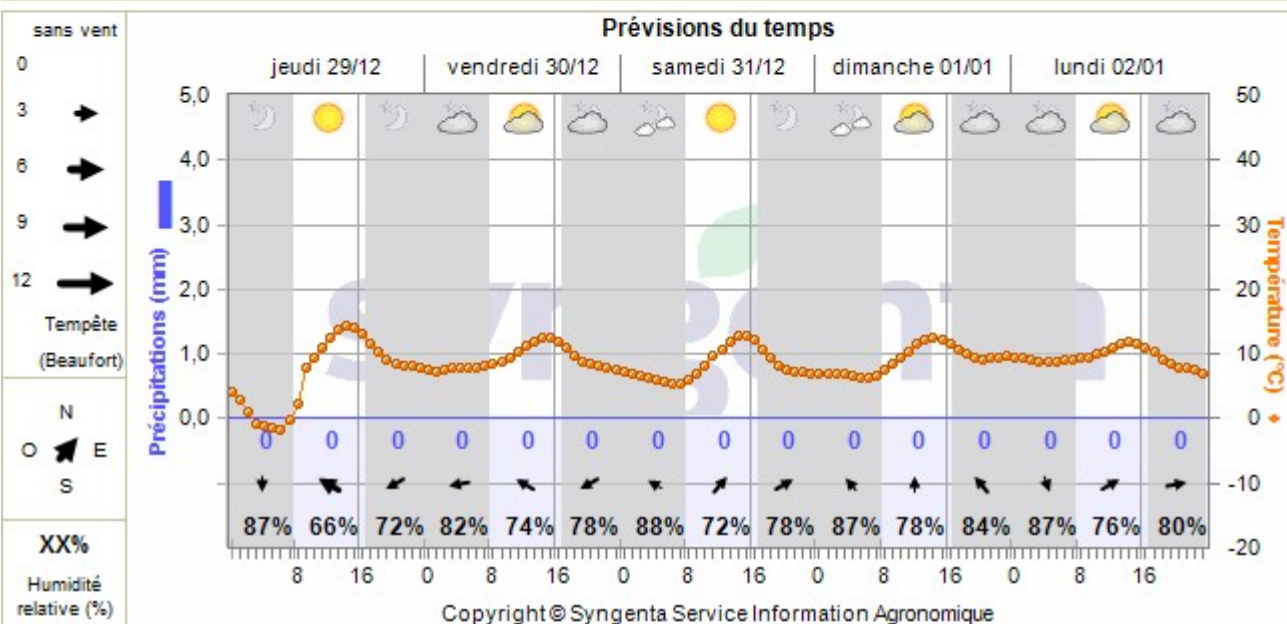 sans vent
0
3
6
9
12
Tempête
(Beaufort)
N
O E
S
XX%
Humidité
relative (%)
Prévisions du temps
jeudi 29/12 vendredi 30/12 samedi 31/12 dimanche 01/01 lundi 02/01
5,0 50
4,0 40
3,0 30
2,0 20
1,0 10
0,0 0
-10
-20
Précipitations (mm)
Température (°C)
syngenta
0 0 0 0 0 0 0 0 0 0 0 0 0 0 0
87% 66% 72% 82% 74% 78% 88% 72% 78% 87% 78% 84% 87% 76% 80%
8 16 0 8 16 0 8 16 0 8 16 0 8 16
Copyright © Syngenta Service Information Agronomique